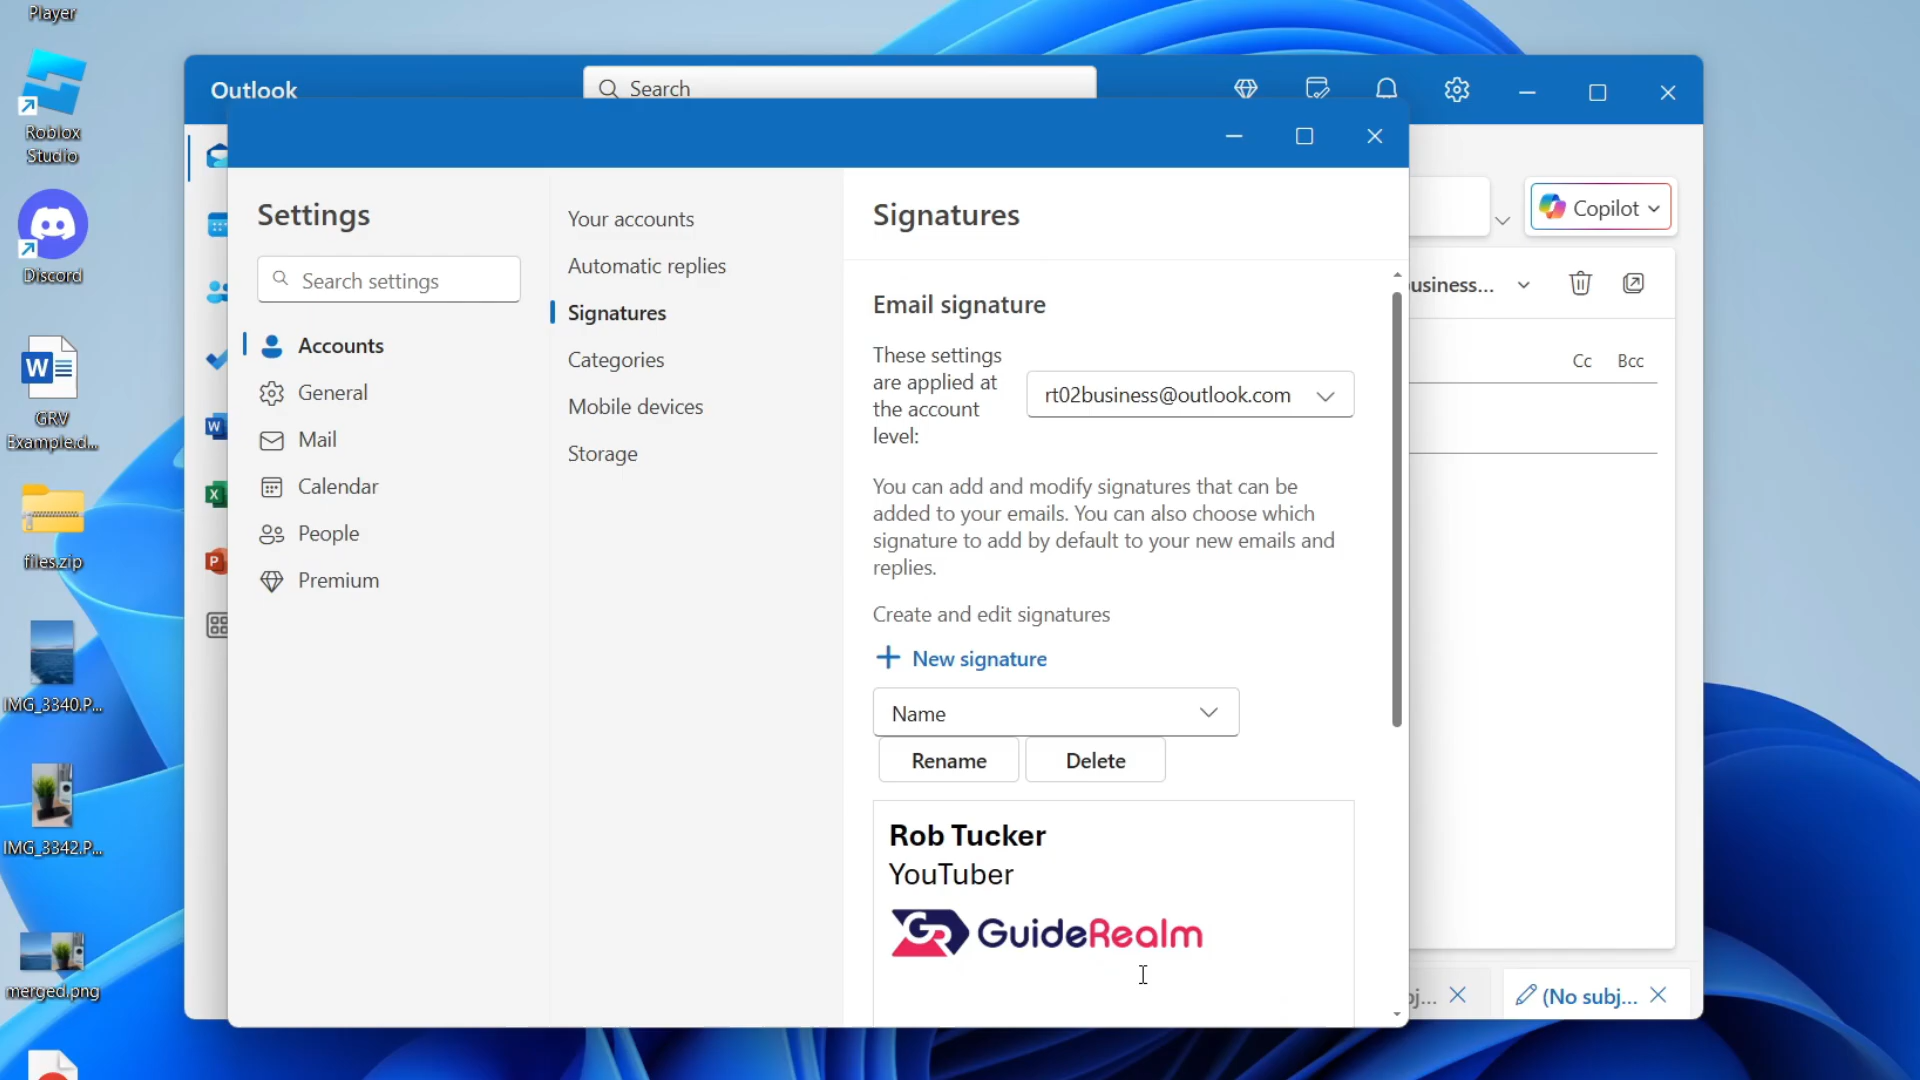 Player
Roblox
Studio
Discord
GRV
Example.d...
files.zip
IMG_3340.P...
IMG_3342.P...
merged.png
Outlook
Search
Settings
Search settings
Accounts
General
Mail
Calendar
People
Premium
Your accounts
Automatic replies
Signatures
Categories
Mobile devices
Storage
Signatures
Email signature
These settings
are applied at
the account
level:
rt02business@outlook.com
You can add and modify signatures that can be
added to your emails. You can also choose which
signature to add by default to your new emails and
replies.
Create and edit signatures
New signature
Name
Rename Delete
Rob Tucker
YouTuber
GR GuideRealm
Copilot
usiness...
Cc Bcc
bj...
(No subj...